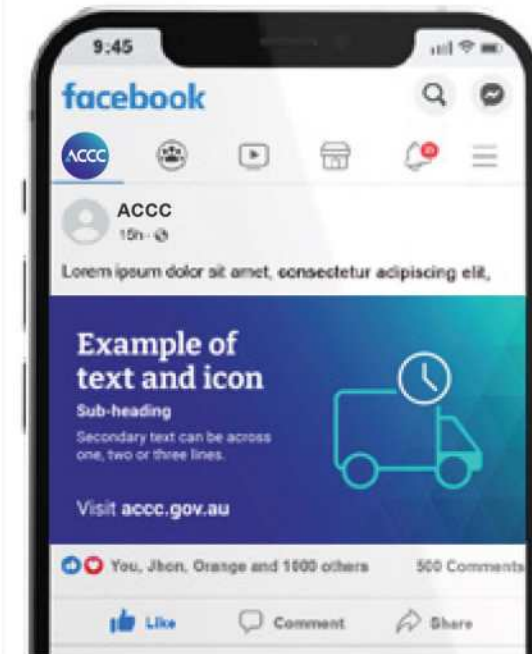 9:45
facebook
ACCC
ACCC
15h ·
Lorem ipsum dolor sit amet, consectetur adipiscing elit,
Example of
text and icon
Sub-heading
Secondary text can be across
one, two or three lines.
Visit accc.gov.au
You, Jhon, Orange and 1000 others 500 Comments
Like Comment Share